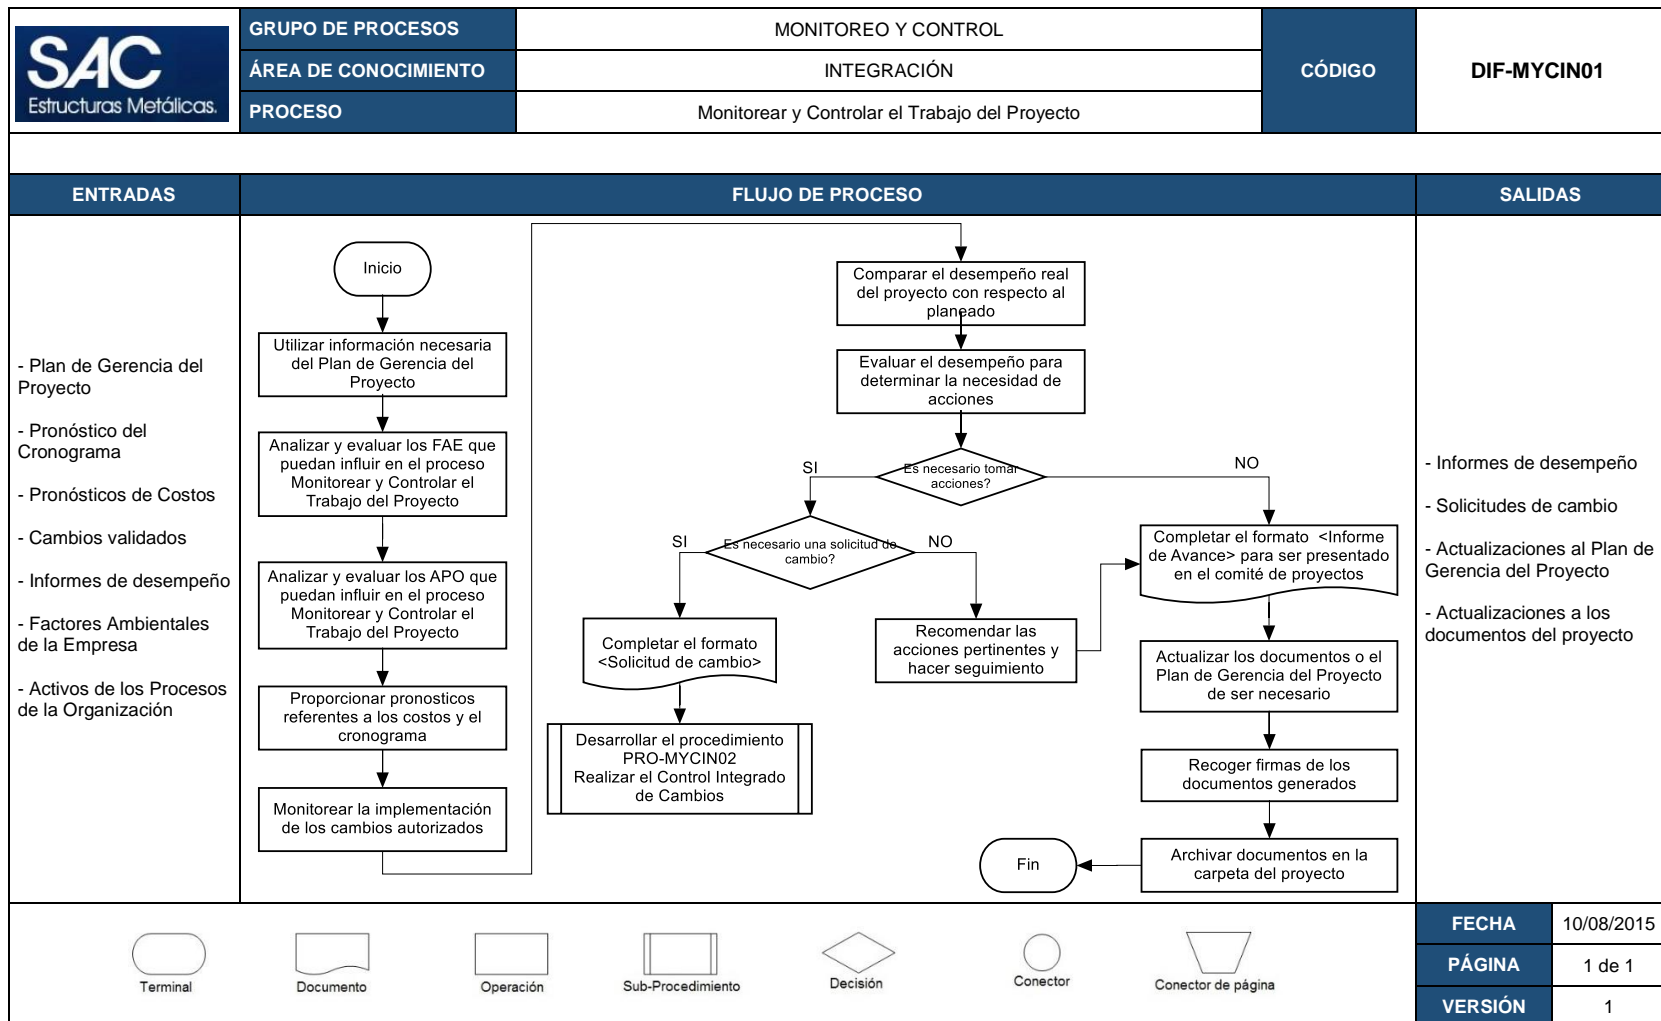 SAC
Estructuras Metálicas.
GRUPO DE PROCESOS
MONITOREO Y CONTROL
ÁREA DE CONOCIMIENTO
INTEGRACIÓN
PROCESO
Monitorear y Controlar el Trabajo del Proyecto
CÓDIGO
DIF-MYCIN01
ENTRADAS
FLUJO DE PROCESO
SALIDAS
- Plan de Gerencia del
Proyecto
- Pronóstico del
Cronograma
- Pronósticos de Costos
- Cambios validados
- Informes de desempeño
- Factores Ambientales
de la Empresa
- Activos de los Procesos
de la Organización
Inicio
Utilizar información necesaria
del Plan de Gerencia del
Proyecto
Analizar y evaluar los FAE que
puedan influir en el proceso
Monitorear y Controlar el
Trabajo del Proyecto
Analizar y evaluar los APO que
puedan influir en el proceso
Monitorear y Controlar el
Trabajo del Proyecto
Proporcionar pronosticos
referentes a los costos y el
cronograma
Monitorear la implementación
de los cambios autorizados
Comparar el desempeño real
del proyecto con respecto al
planeado
Evaluar el desempeño para
determinar la necesidad de
acciones
Es necesario tomar
acciones?
SI
NO
Es necesario una solicitud de
cambio?
SI
NO
Completar el formato
<Solicitud de cambio>
Desarrollar el procedimiento
PRO-MYCIN02
Realizar el Control Integrado
de Cambios
Recomendar las
acciones pertinentes y
hacer seguimiento
Completar el formato <Informe
de Avance> para ser presentado
en el comité de proyectos
Actualizar los documentos o el
Plan de Gerencia del Proyecto
de ser necesario
Recoger firmas de los
documentos generados
Archivar documentos en la
carpeta del proyecto
Fin
- Informes de desempeño
- Solicitudes de cambio
- Actualizaciones al Plan de
Gerencia del Proyecto
- Actualizaciones a los
documentos del proyecto
Terminal
Documento
Operación
Sub-Procedimiento
Decisión
Conector
Conector de página
FECHA
10/08/2015
PÁGINA
1 de 1
VERSIÓN
1